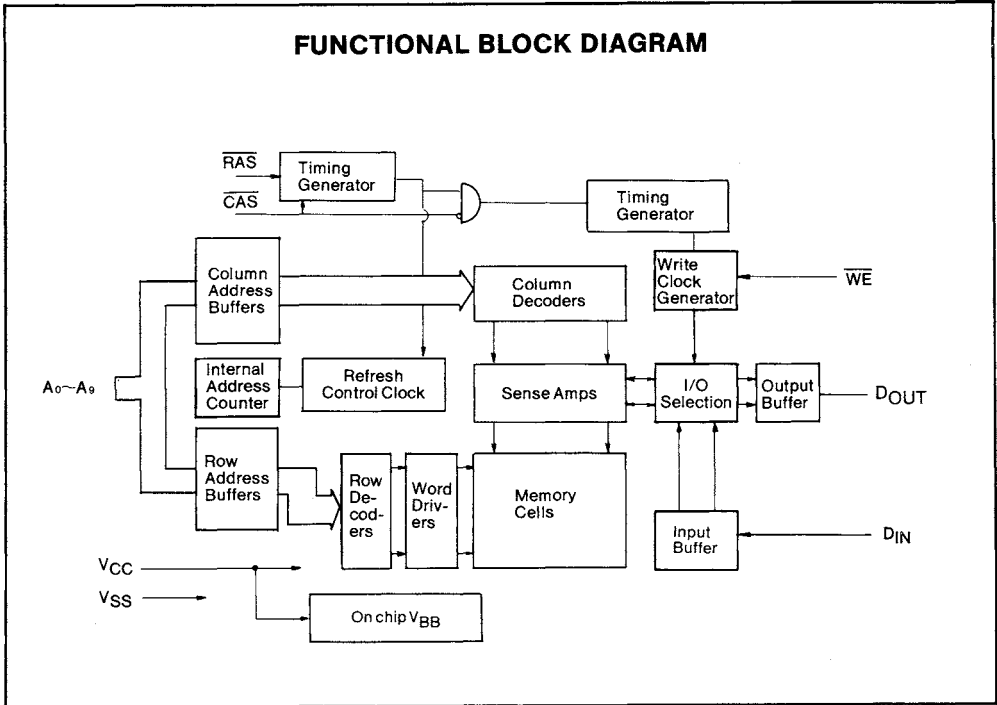 FUNCTIONAL BLOCK DIAGRAM
RAS
Timing
Generator
CAS
Timing
Generator
Column
Address
Buffers
Column
Decoders
Write
Clock
Generator
WE
A0~A9
Internal
Address
Counter
Refresh
Control Clock
Sense Amps
I/O
Selection
Output
Buffer
DOUT
Row
Address
Buffers
Row
De-
cod-
ers
Word
Driv-
ers
Memory
Cells
Input
Buffer
DIN
VCC
VSS
On chip VBB